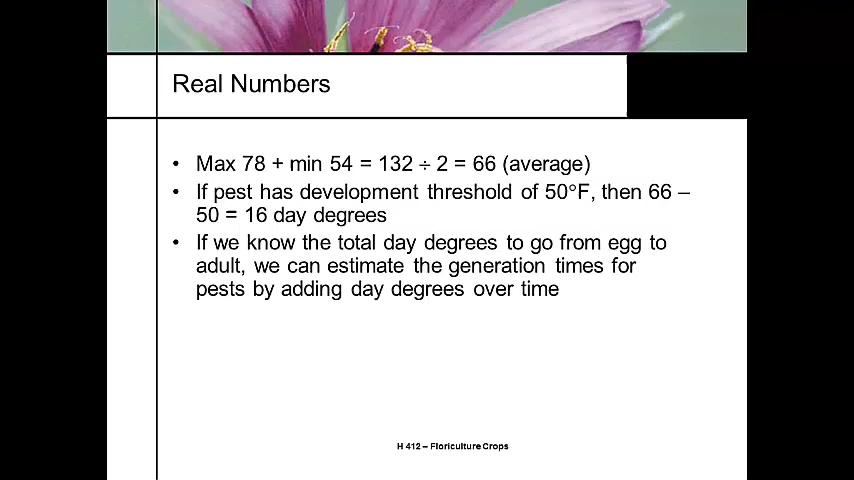 Real Numbers
• Max 78 + min 54 = 132 ÷ 2 = 66 (average)
• If pest has development threshold of 50°F, then 66 –
50 = 16 day degrees
• If we know the total day degrees to go from egg to
adult, we can estimate the generation times for
pests by adding day degrees over time
H 412 – Floriculture Crops